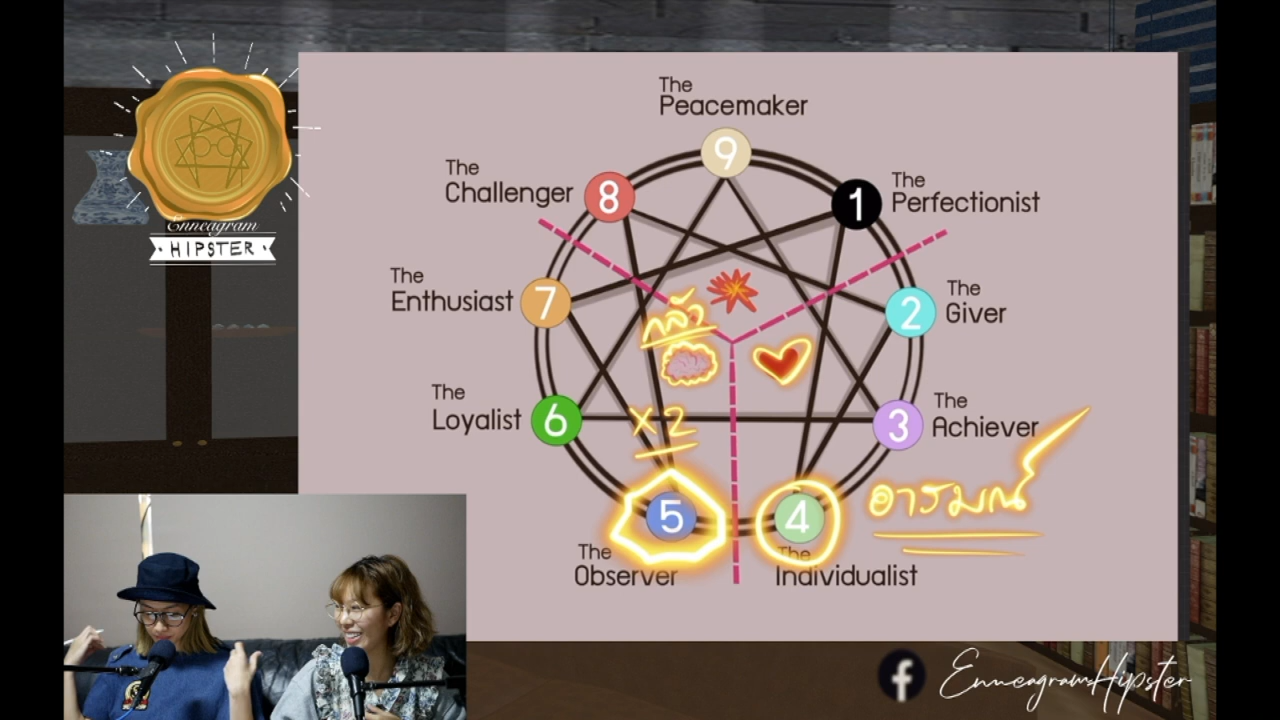 Enneagram
HIPSTER
The
Peacemaker
9
The
Challenger
8
1
The
Perfectionist
The
Enthusiast
7
2
The
Giver
กลัว
The
Loyalist
6
X2
3
The
Achiever
5
The
Observer
4
The
Individualist
อารมณ์
f
EnneagramHipster